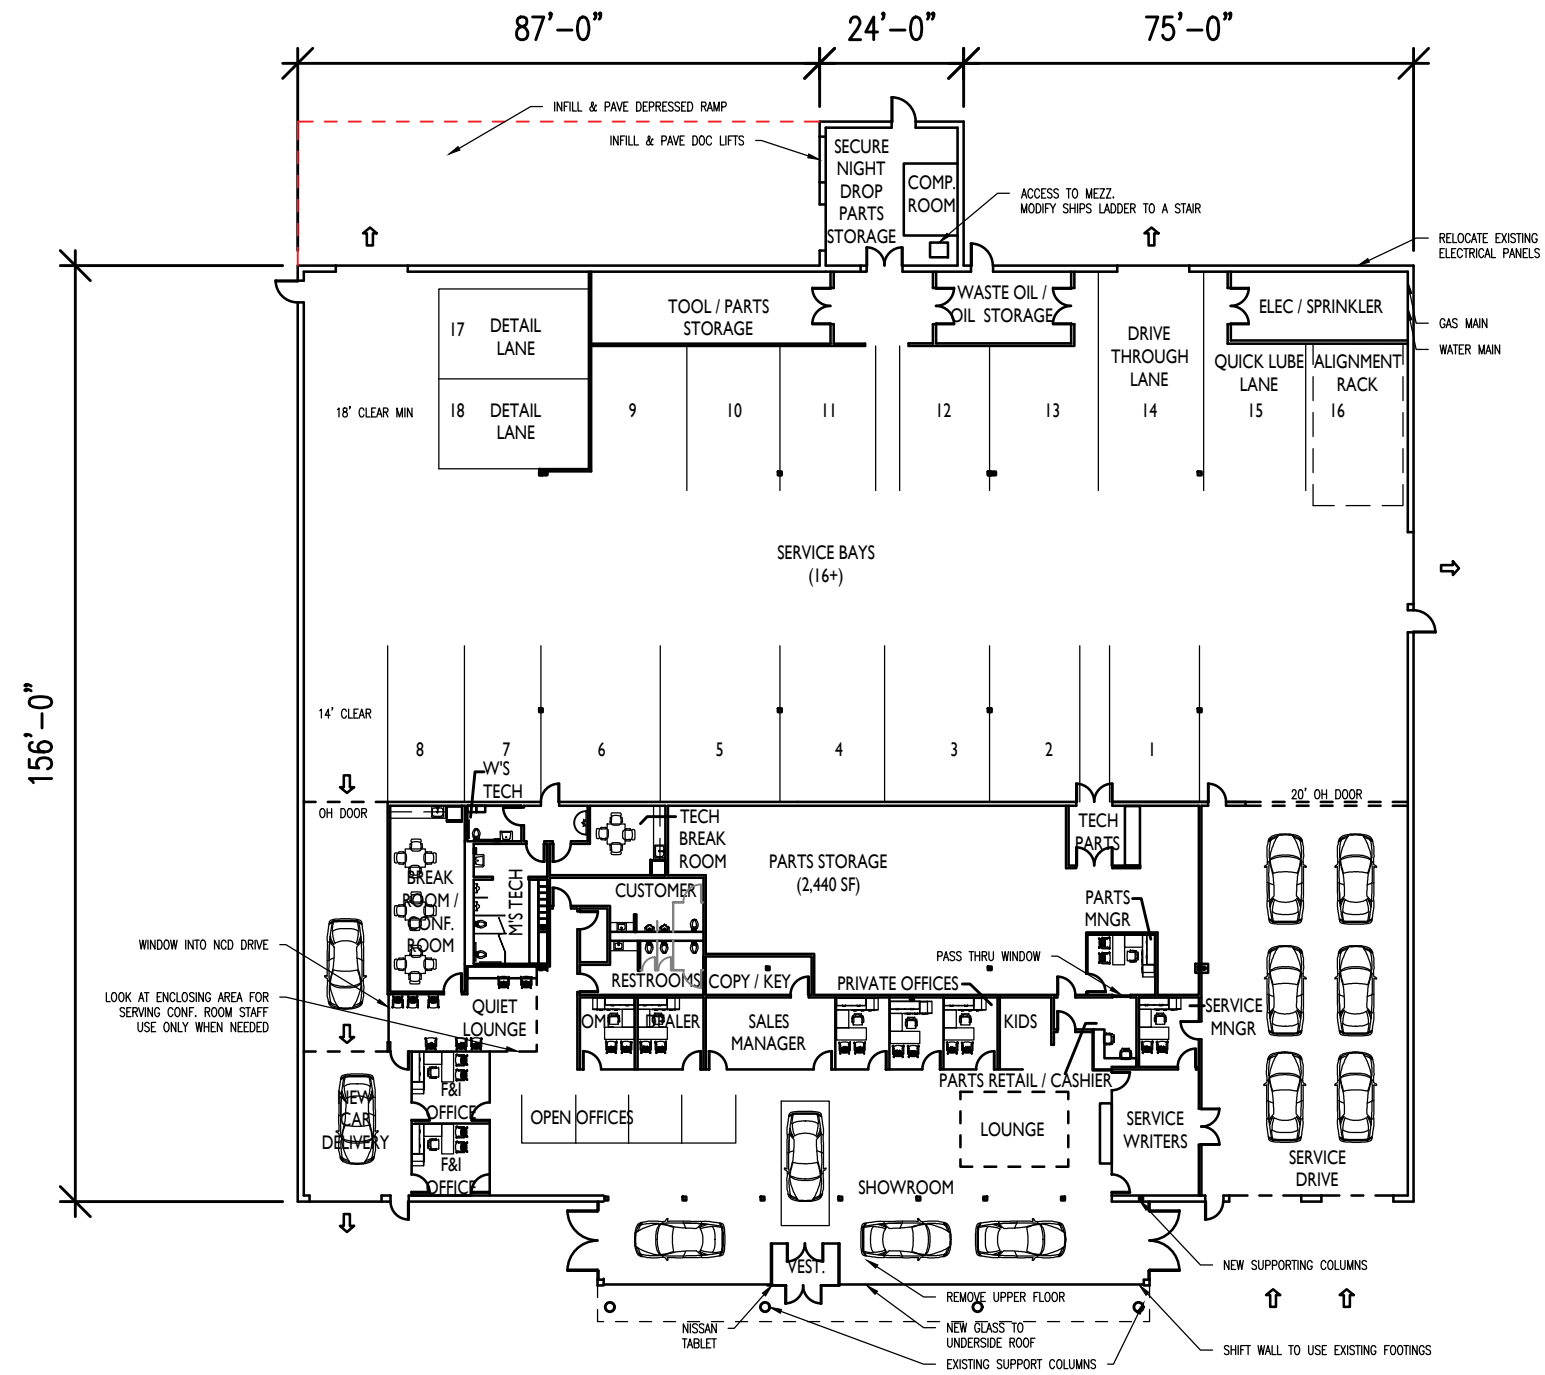 87'-0"
24'-0"
75'-0"
INFILL & PAVE DEPRESSED RAMP
INFILL & PAVE DOC LIFTS
SECURE
NIGHT
DROP
PARTS
STORAGE
COMP.
ROOM
ACCESS TO MEZZ.
MODIFY SHIPS LADDER TO A STAIR
RELOCATE EXISTING
ELECTRICAL PANELS
TOOL / PARTS
STORAGE
WASTE OIL /
OIL STORAGE
ELEC / SPRINKLER
GAS MAIN
WATER MAIN
17
DETAIL
LANE
18
DETAIL
LANE
18' CLEAR MIN
9
10
11
12
13
DRIVE
THROUGH
LANE
14
QUICK LUBE
LANE
15
ALIGNMENT
RACK
16
SERVICE BAYS
(16+)
156'-0"
14' CLEAR
8
7
6
5
4
3
2
1
W'S
TECH
OH DOOR
20' OH DOOR
TECH
BREAK
ROOM
PARTS STORAGE
(2,440 SF)
TECH
PARTS
BREAK
ROOM /
CONF.
ROOM
M'S TECH
CUSTOMER
RESTROOMS
PARTS
MNGR
WINDOW INTO NCD DRIVE
PASS THRU WINDOW
COPY / KEY
PRIVATE OFFICES
LOOK AT ENCLOSING AREA FOR
SERVING CONF. ROOM STAFF
USE ONLY WHEN NEEDED
QUIET
LOUNGE
OM
DEALER
SALES
MANAGER
KIDS
SERVICE
MNGR
PARTS RETAIL / CASHIER
NEW
CAR
DELIVERY
F&I
OFFICE
F&I
OFFICE
OPEN OFFICES
LOUNGE
SERVICE
WRITERS
SERVICE
DRIVE
SHOWROOM
VEST.
NEW SUPPORTING COLUMNS
REMOVE UPPER FLOOR
NISSAN
TABLET
NEW GLASS TO
UNDERSIDE ROOF
SHIFT WALL TO USE EXISTING FOOTINGS
EXISTING SUPPORT COLUMNS